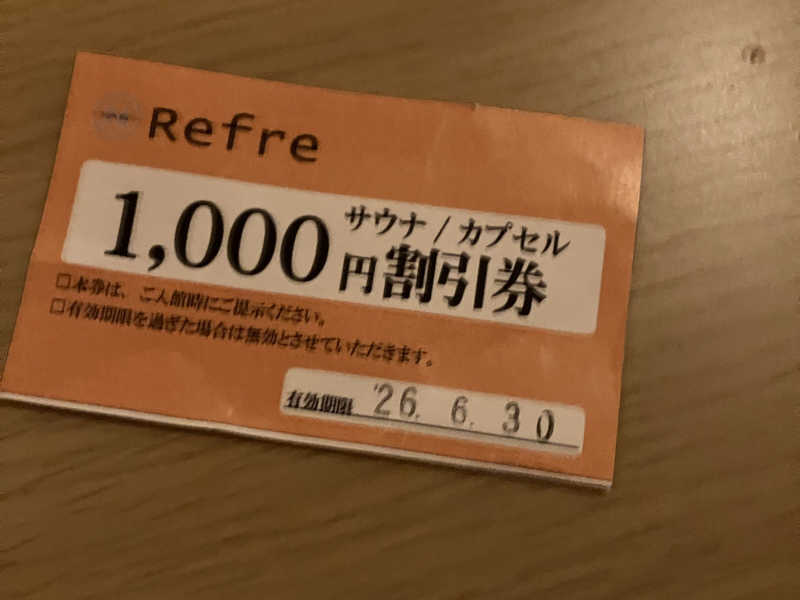 Refre
1,000円
サウナ / カプセル
割引券
□本券は、ご入館時にご提示ください。
□有効期限を過ぎた場合は無効とさせていただきます。
有効期限 '26. 6. 30